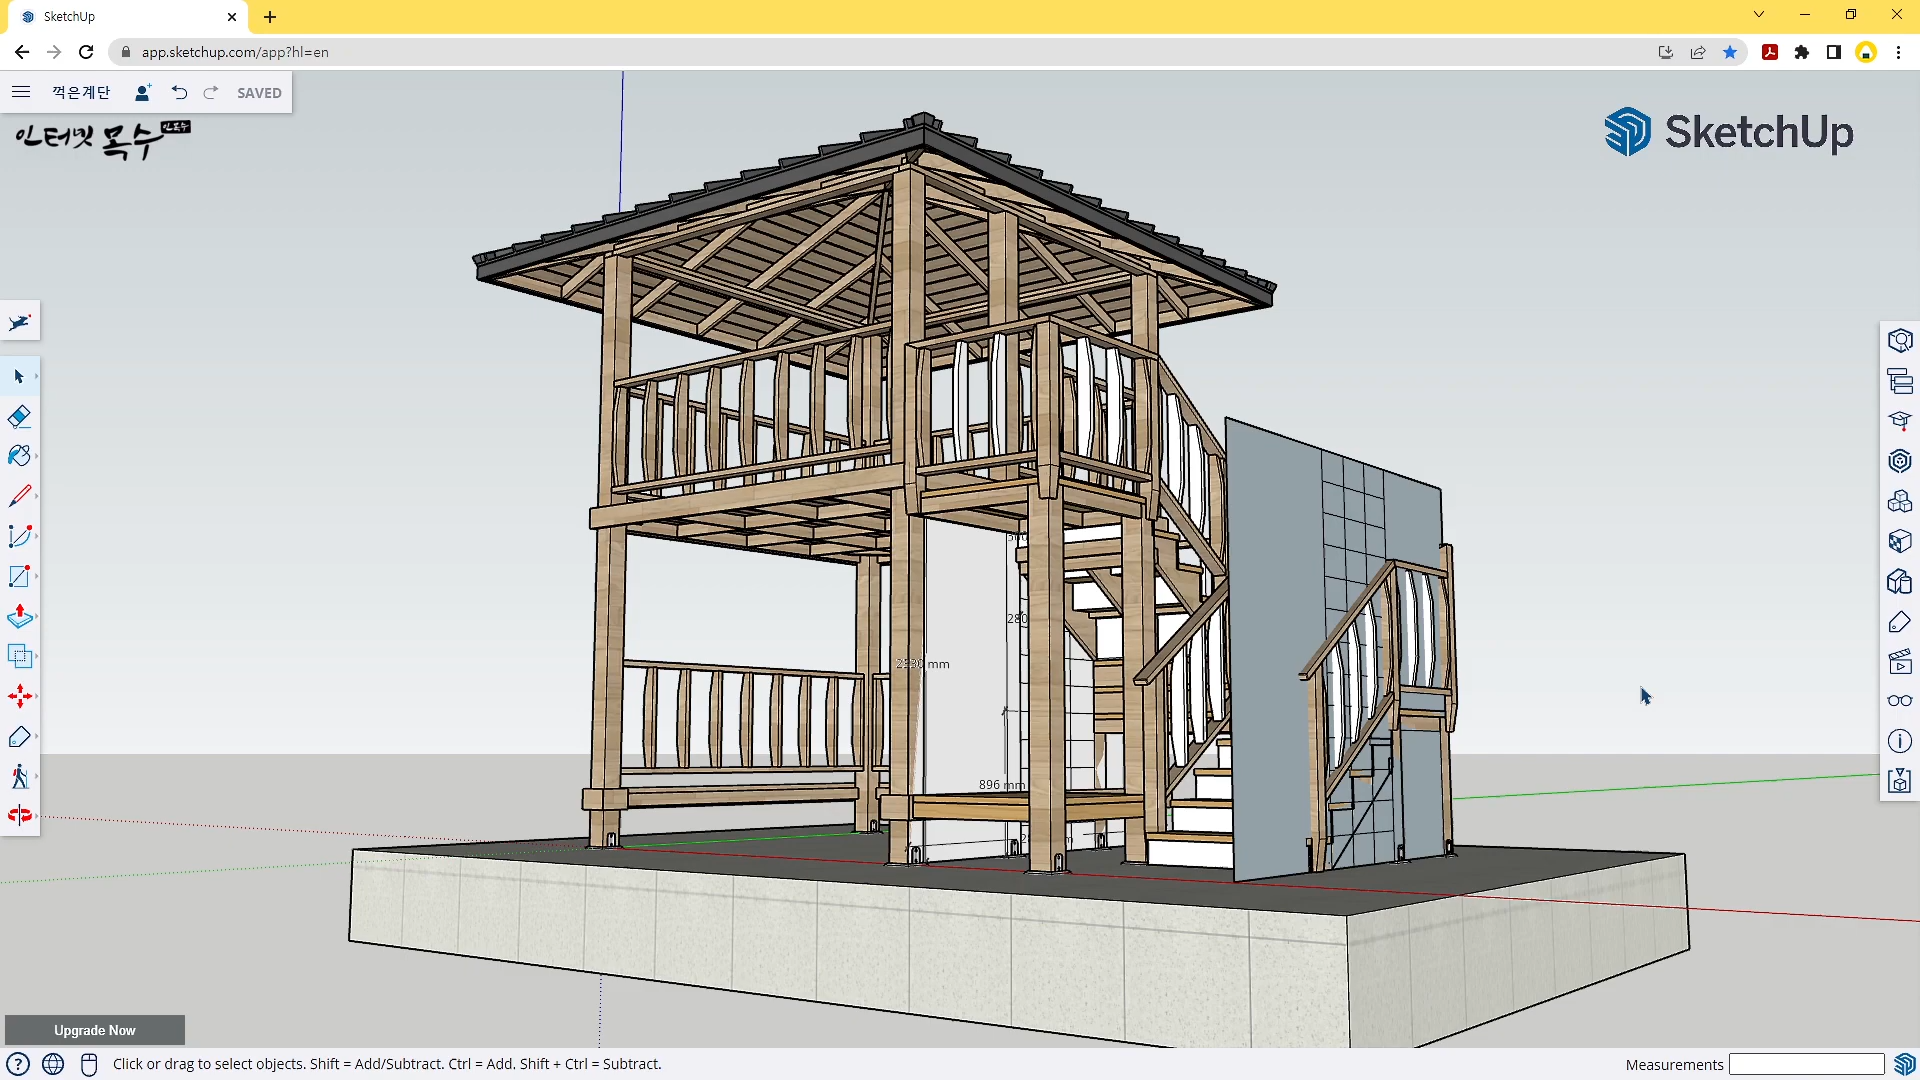 SketchUp
app.sketchup.com/app?hl=en
꺽은계단
SAVED
인터넷 목수
SketchUp
280
mm
896 mm
Upgrade Now
Click or drag to select objects. Shift = Add/Subtract. Ctrl = Add. Shift + Ctrl = Subtract.
Measurements